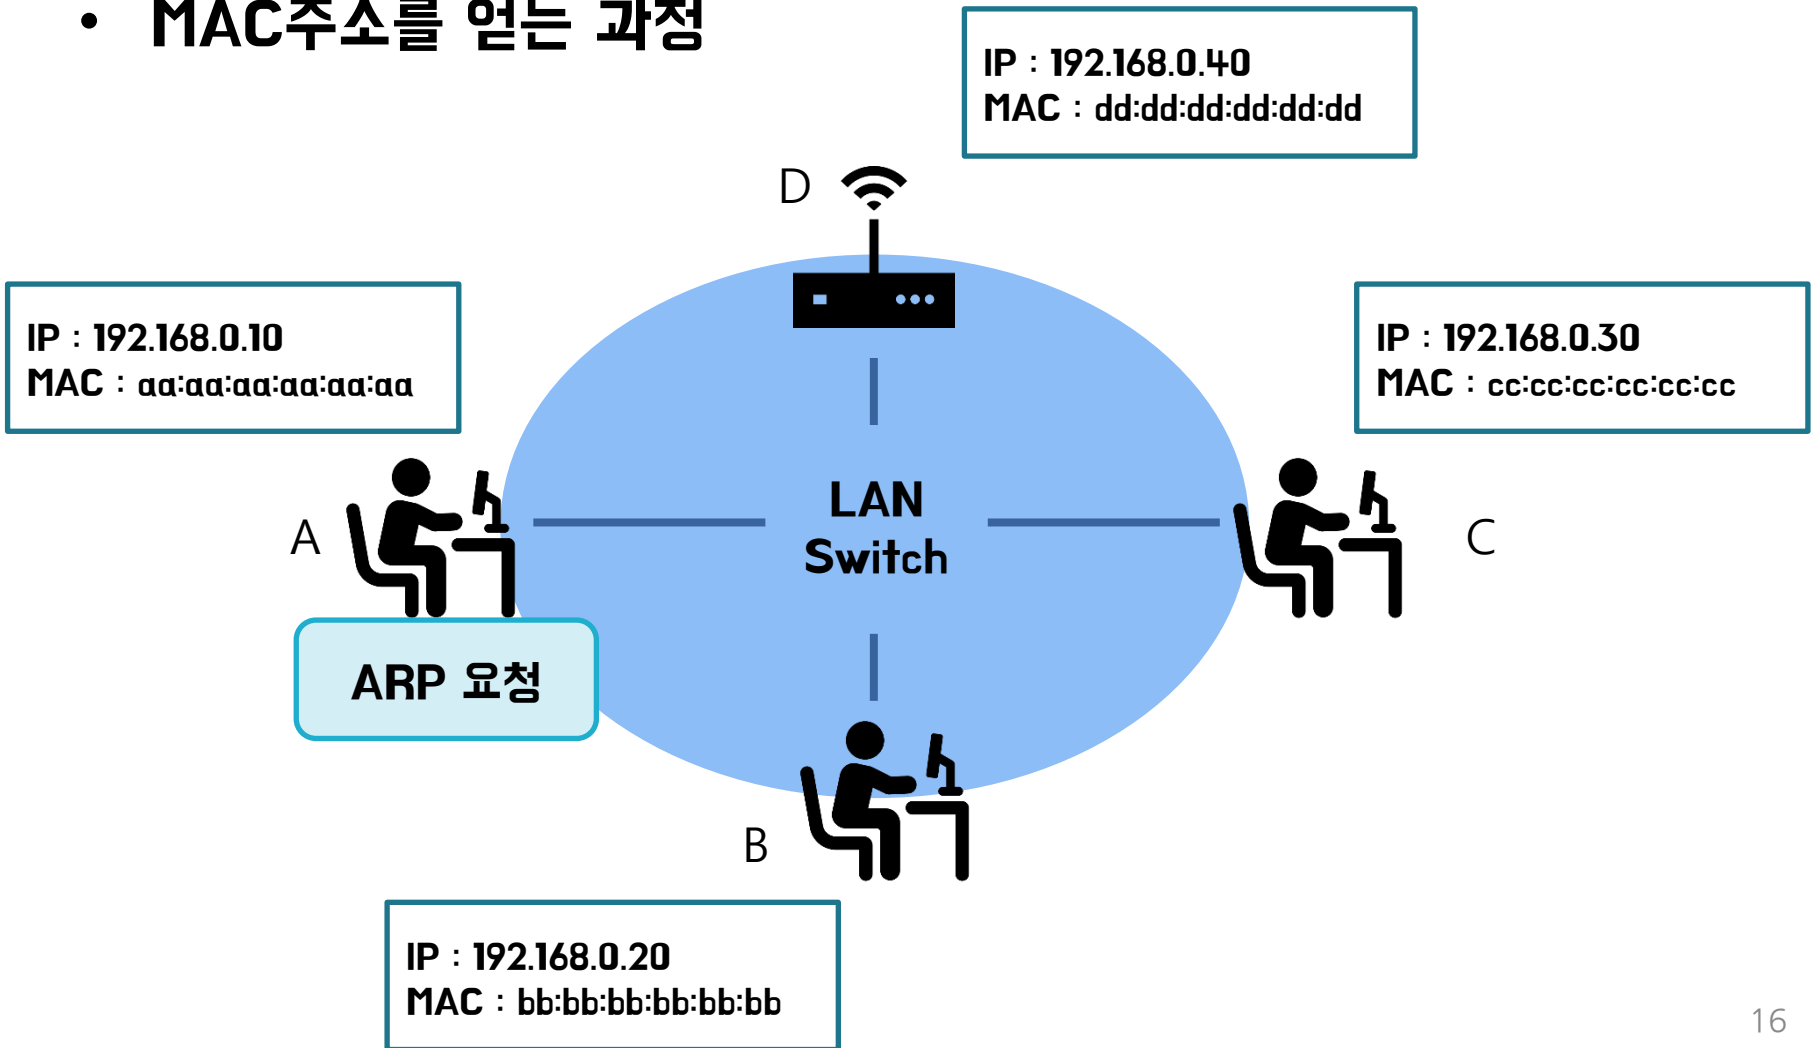 • MAC주소를 얻는 과정
IP : 192.168.0.40
MAC : dd:dd:dd:dd:dd:dd
D
IP : 192.168.0.10
MAC : aa:aa:aa:aa:aa:aa
IP : 192.168.0.30
MAC : cc:cc:cc:cc:cc:cc
LAN
Switch
A
C
ARP 요청
B
IP : 192.168.0.20
MAC : bb:bb:bb:bb:bb:bb
16